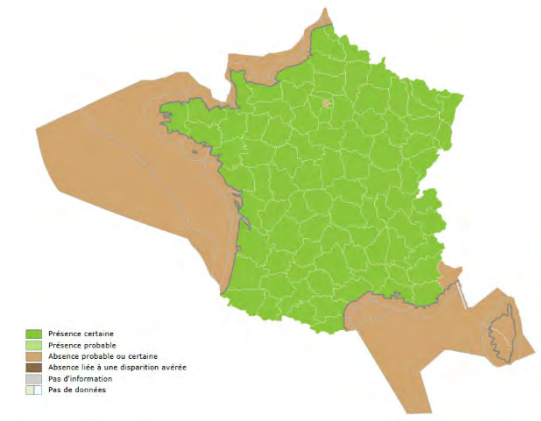 Présence certaine
Présence probable
Absence probable ou certaine
Absence liée à une disparition avérée
Pas d'information
Pas de données